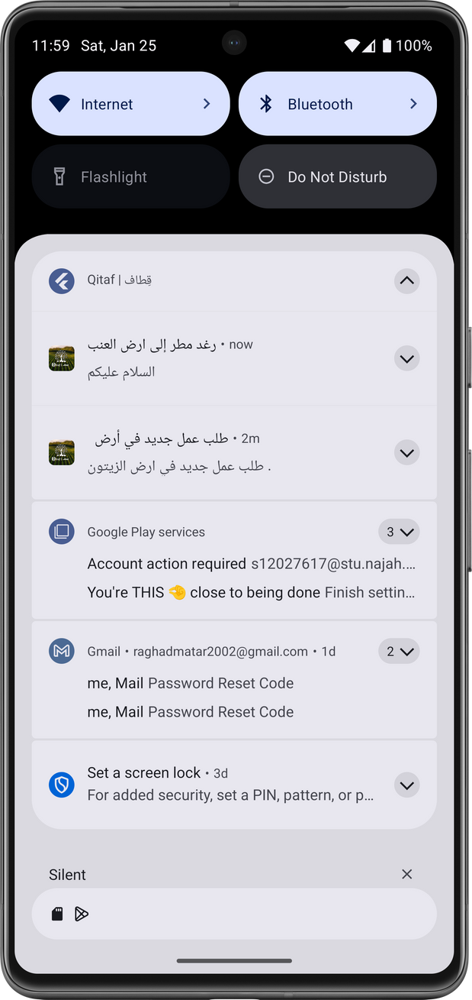 11:59 Sat, Jan 25 100%
Internet Bluetooth
Flashlight Do Not Disturb
Qitaf | قِطاف
رغد مطر إلى ارض العنب • now
السلام عليكم
طلب عمل جديد في أرض • 2m
طلب عمل جديد في ارض الزيتون .
Google Play services 3
Account action required s12027617@stu.najah....
You're THIS 🤏 close to being done Finish settin...
Gmail • raghadmatar2002@gmail.com • 1d 2
me, Mail Password Reset Code
me, Mail Password Reset Code
Set a screen lock • 3d
For added security, set a PIN, pattern, or p...
Silent